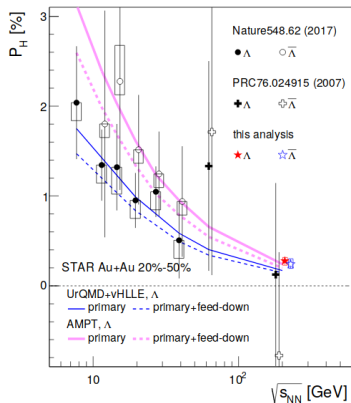 P_H [%]
3
2
1
0
Nature548.62 (2017)
Λ Λ̅
PRC76.024915 (2007)
Λ Λ̅
this analysis
Λ Λ̅
STAR Au+Au 20%-50%
UrQMD+vHLLE, Λ
primary primary+feed-down
AMPT, Λ
primary primary+feed-down
10 10²
√s_NN [GeV]